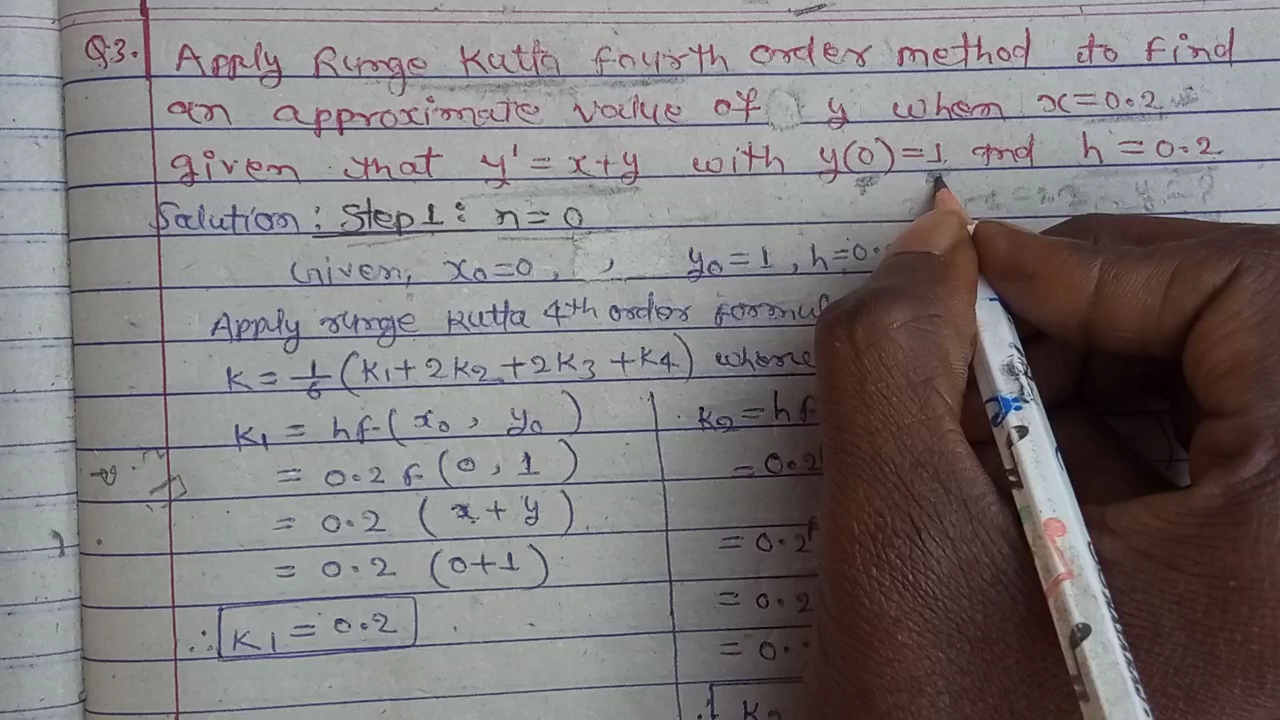 Q3. Apply Runge Kutta fourth order method to find
an approximate value of y when x=0.2
given that y' = x+y with y(0)=1 and h=0.2
Solution: Step 1: n=0
Given, x₀=0, , y₀=1, h=0.
Apply runge Kutta 4th order formul
K = 1/6 (K₁+2K₂+2K₃+K₄) where
K₁ = hf(x₀, y₀)
= 0.2 f(0, 1)
= 0.2 (x+y)
= 0.2 (0+1)
∴ K₁ = 0.2
K₂ = hf
= 0.2
= 0.2
= 0.2
= 0.
K₂